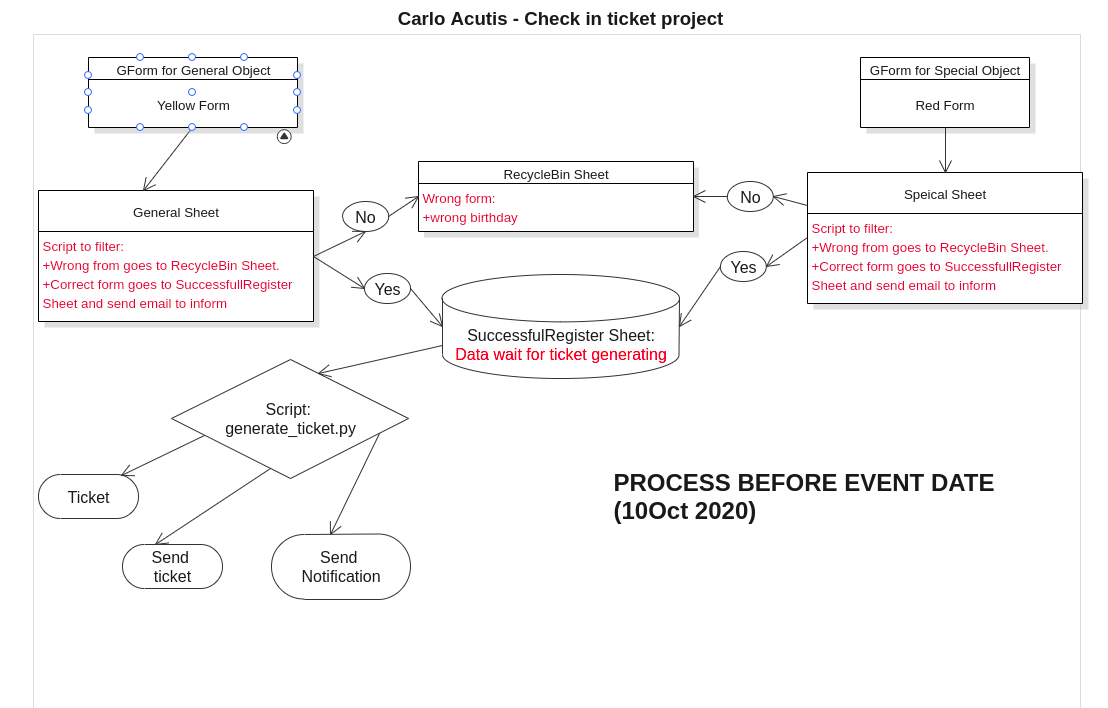 Carlo Acutis - Check in ticket project
GForm for General Object
Yellow Form
GForm for Special Object
Red Form
General Sheet
Script to filter:
+Wrong from goes to RecycleBin Sheet.
+Correct form goes to SuccessfullRegister
Sheet and send email to inform
No
Yes
RecycleBin Sheet
Wrong form:
+wrong birthday
No
Yes
Speical Sheet
Script to filter:
+Wrong from goes to RecycleBin Sheet.
+Correct form goes to SuccessfullRegister
Sheet and send email to inform
SuccessfulRegister Sheet:
Data wait for ticket generating
Script:
generate_ticket.py
Ticket
Send
ticket
Send
Notification
PROCESS BEFORE EVENT DATE
(10Oct 2020)